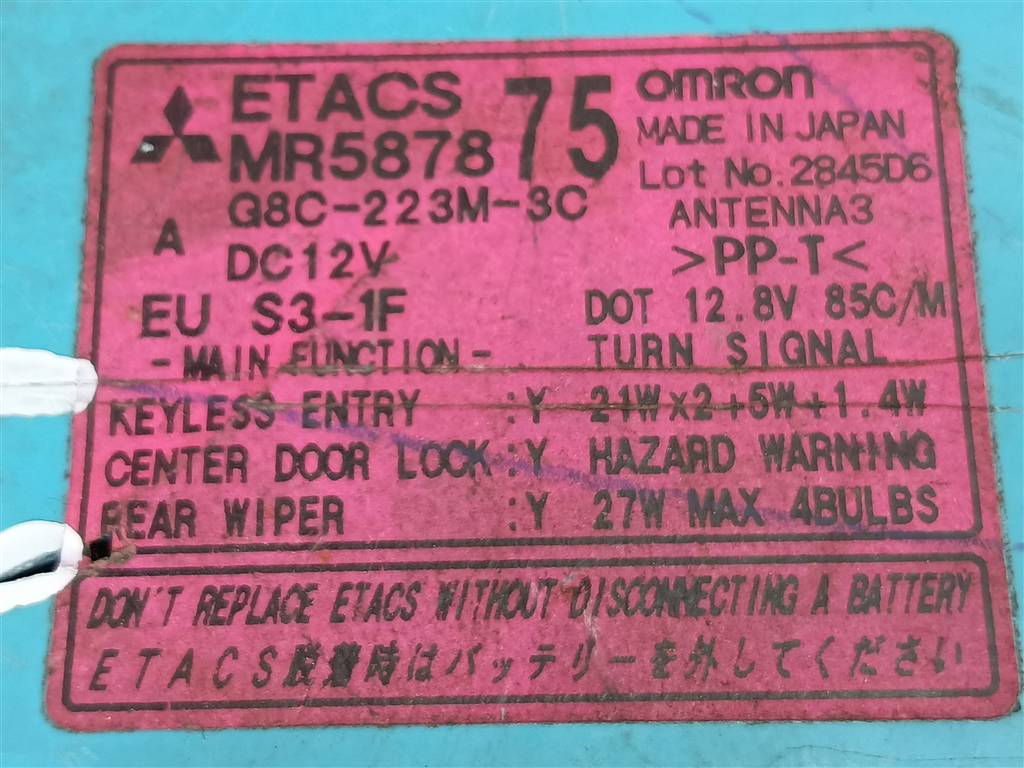 ETACS
MR587875
G8C-223M-3C
A
DC12V
EU S3-1F
OMRON
MADE IN JAPAN
Lot No.2845D6
ANTENNA3
>PP-T<
DOT 12.8V 85C/M
TURN SIGNAL
21W×2+5W+1.4W
HAZARD WARNING
27W MAX 4BULBS
-MAIN FUNCTION-
KEYLESS ENTRY :Y
CENTER DOOR LOCK:Y
REAR WIPER :Y
DON'T REPLACE ETACS WITHOUT DISCONNECTING A BATTERY
ETACS脱着時はバッテリーを外してください